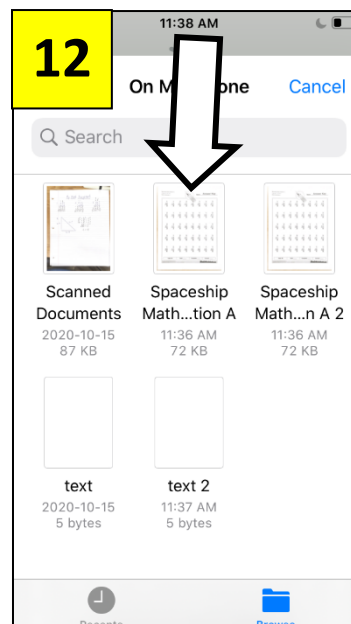 11:38 AM
12
On M one
Cancel
Search
Scanned
Documents
2020-10-15
87 KB
Spaceship
Math...tion A
11:36 AM
72 KB
Spaceship
Math...n A 2
11:36 AM
72 KB
text
2020-10-15
5 bytes
text 2
11:37 AM
5 bytes
Recents
Browse